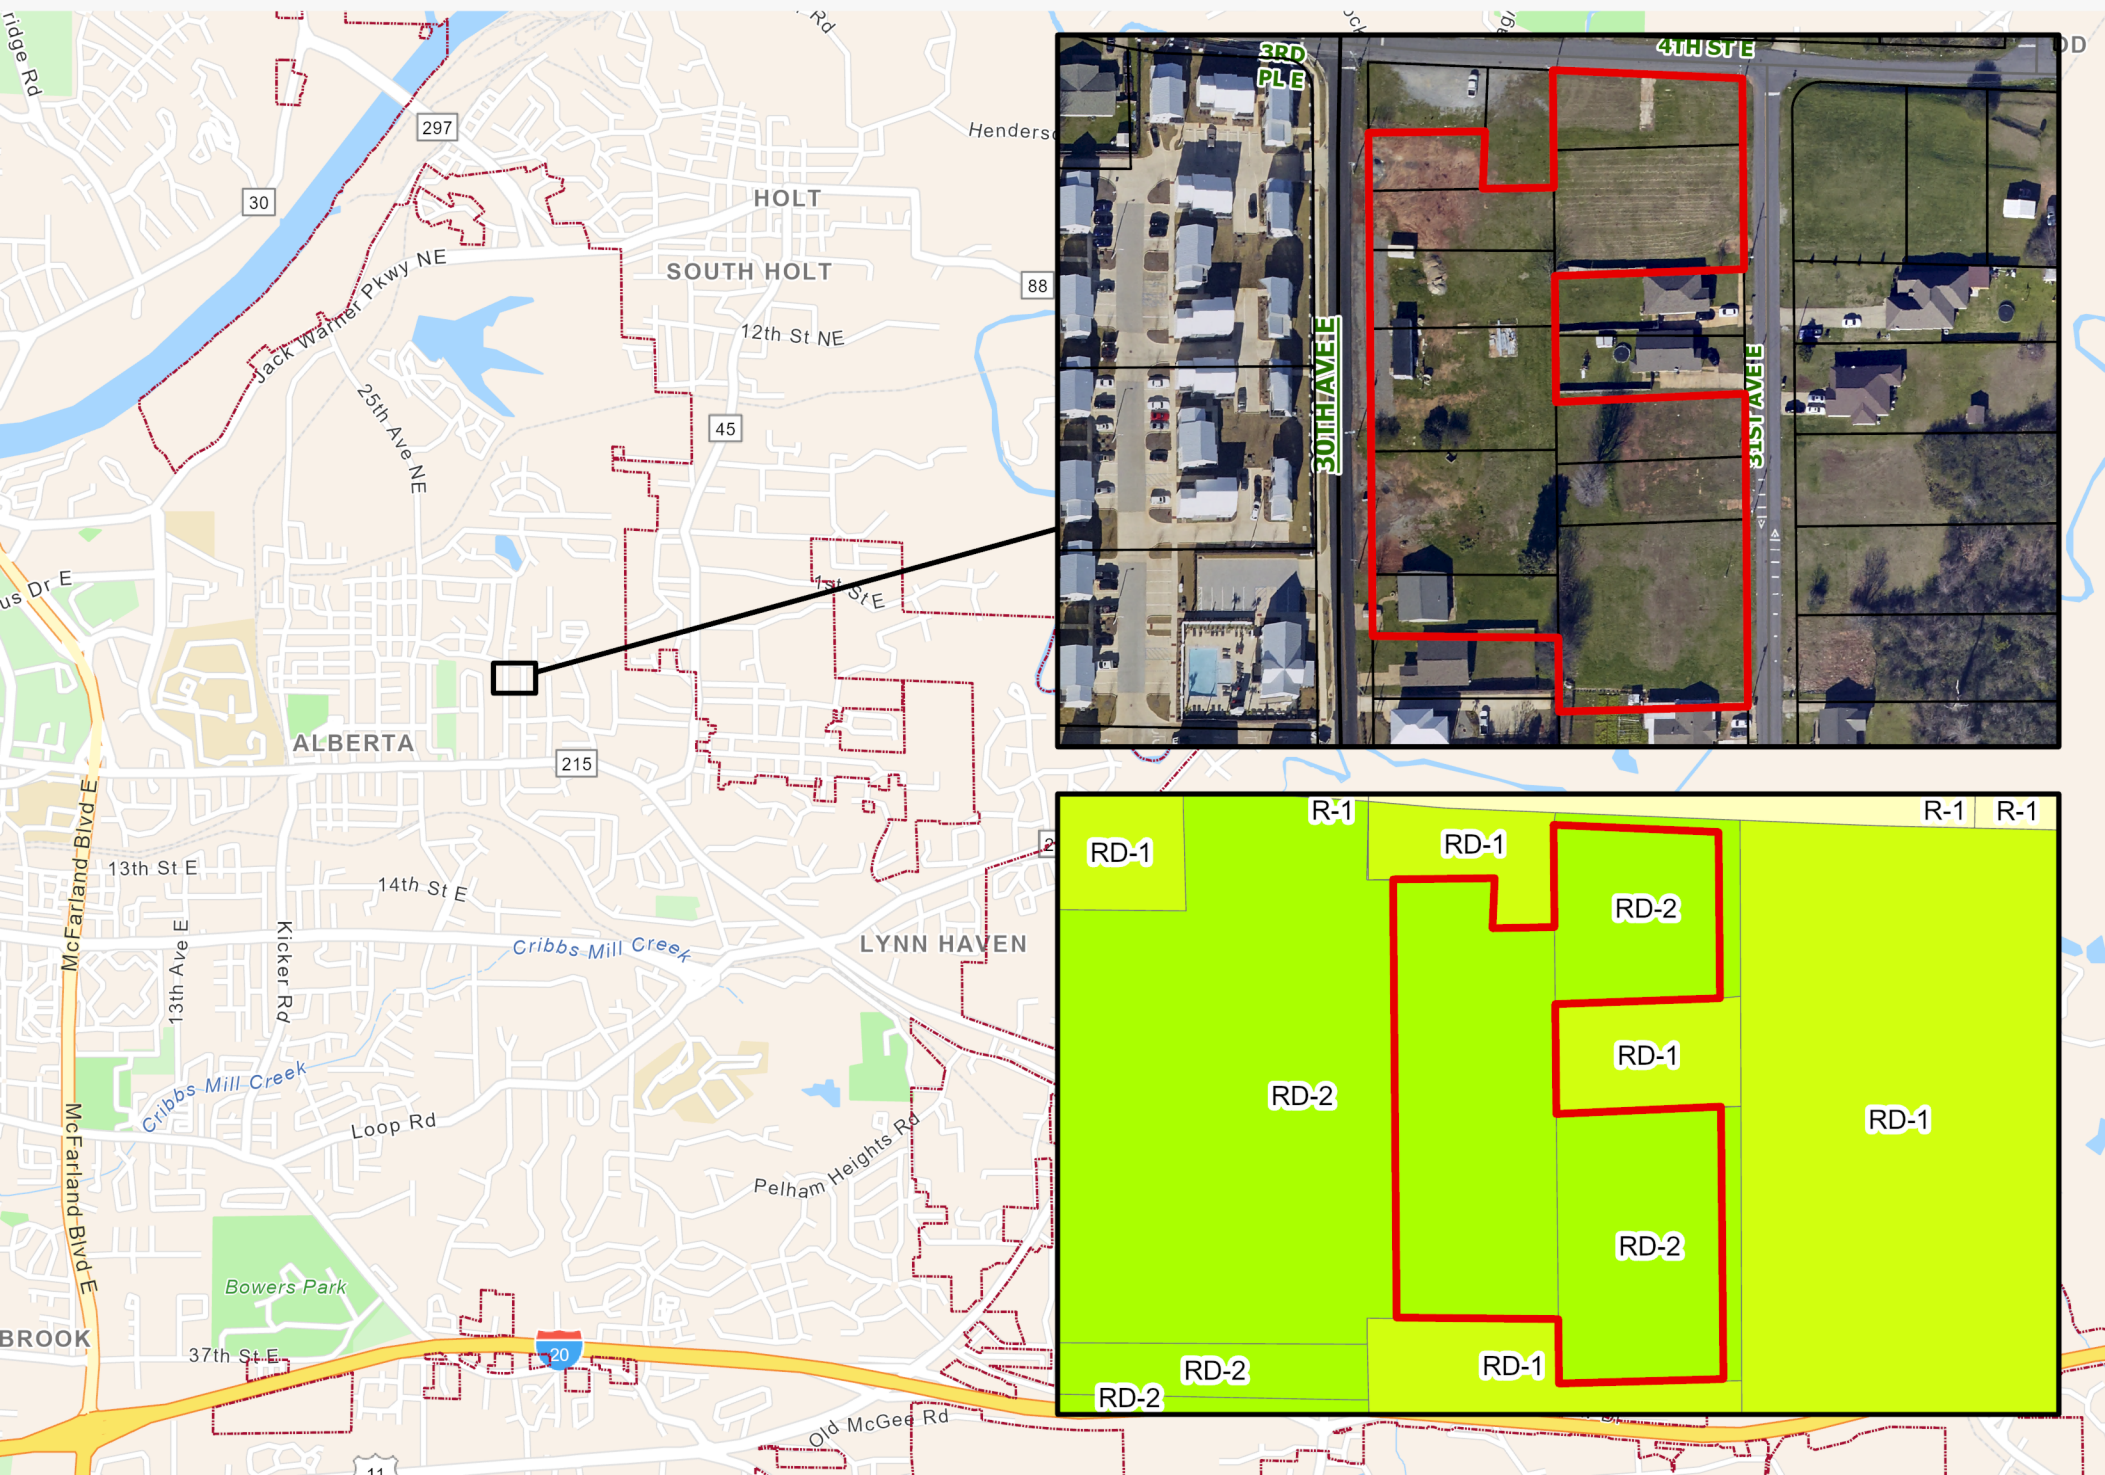 297
30
HOLT
SOUTH HOLT
88
Jack Warner Pkwy NE
12th St NE
25th Ave NE
45
1st St E
us Dr E
ALBERTA
215
McFarland Blvd E
13th St E
14th St E
13th Ave E
Kicker Rd
Cribbs Mill Creek
LYNN HAVEN
Cribbs Mill Creek
Loop Rd
McFarland Blvd E
Pelham Heights Rd
Bowers Park
BROOK
37th St E
20
Old McGee Rd
11
ridge Rd
Rd
Henders
OD
3RD
PL E
4TH ST E
30TH AVE E
31ST AVE E
R-1
R-1
R-1
RD-1
RD-1
RD-2
RD-1
RD-2
RD-1
RD-2
RD-2
RD-1
RD-2